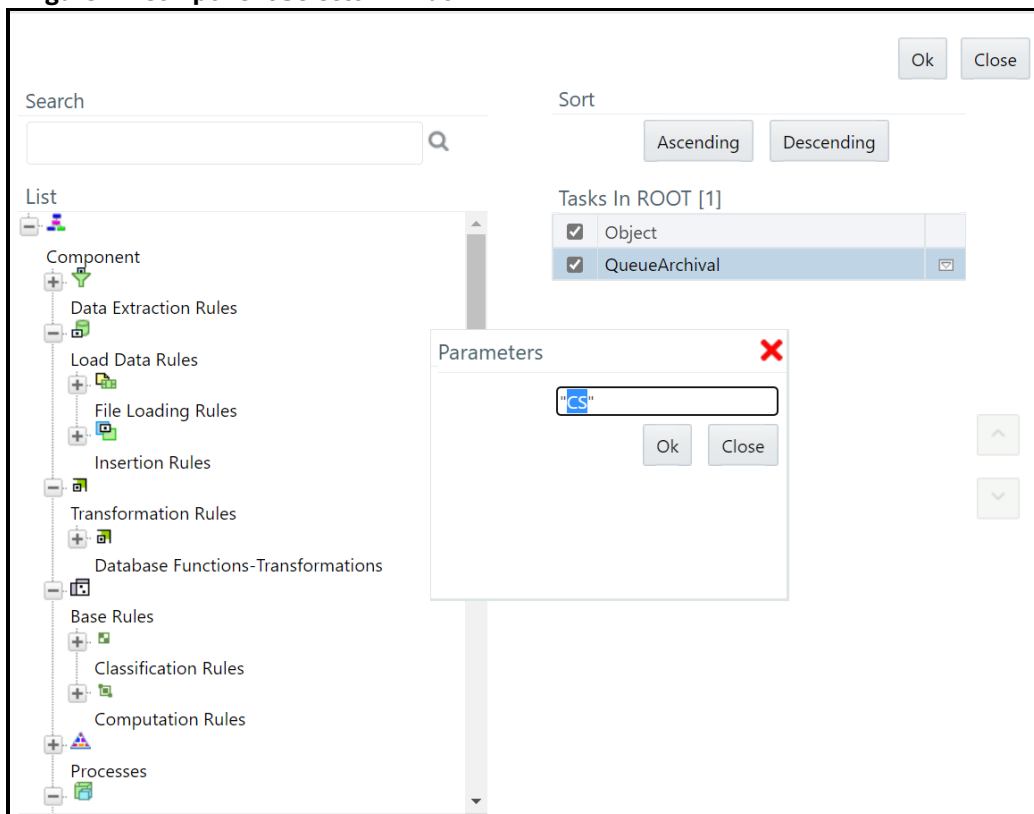 Ok Close
Search
Sort
Ascending Descending
List
Tasks In ROOT [1]
Object
Component
QueueArchival
Data Extraction Rules
Parameters
Load Data Rules
"CS"
File Loading Rules
Ok Close
Insertion Rules
Transformation Rules
Database Functions-Transformations
Base Rules
Classification Rules
Computation Rules
Processes